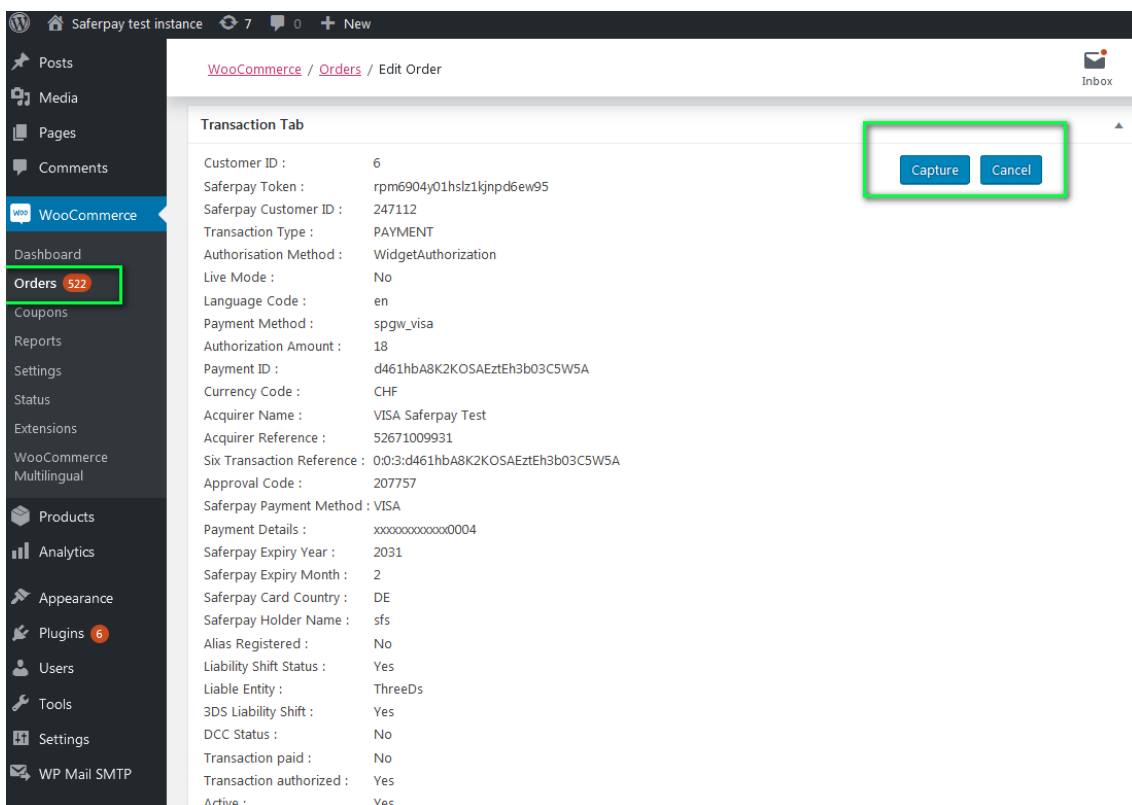 Saferpay test instance 7 0 + New
Posts
Media
Pages
Comments
WooCommerce
Dashboard
Orders 522
Coupons
Reports
Settings
Status
Extensions
WooCommerce
Multilingual
Products
Analytics
Appearance
Plugins 6
Users
Tools
Settings
WP Mail SMTP
WooCommerce / Orders / Edit Order
Inbox
Transaction Tab
Capture Cancel
Customer ID : 6
Saferpay Token : rpm6904y01hslz1kjnpd6ew95
Saferpay Customer ID : 247112
Transaction Type : PAYMENT
Authorisation Method : WidgetAuthorization
Live Mode : No
Language Code : en
Payment Method : spgw_visa
Authorization Amount : 18
Payment ID : d461hbA8K2KOSAEztEh3b03C5W5A
Currency Code : CHF
Acquirer Name : VISA Saferpay Test
Acquirer Reference : 52671009931
Six Transaction Reference : 0:0:3:d461hbA8K2KOSAEztEh3b03C5W5A
Approval Code : 207757
Saferpay Payment Method : VISA
Payment Details : xxxxxxxxxxxx0004
Saferpay Expiry Year : 2031
Saferpay Expiry Month : 2
Saferpay Card Country : DE
Saferpay Holder Name : sfs
Alias Registered : No
Liability Shift Status : Yes
Liable Entity : ThreeDs
3DS Liability Shift : Yes
DCC Status : No
Transaction paid : No
Transaction authorized : Yes
Active : Yes